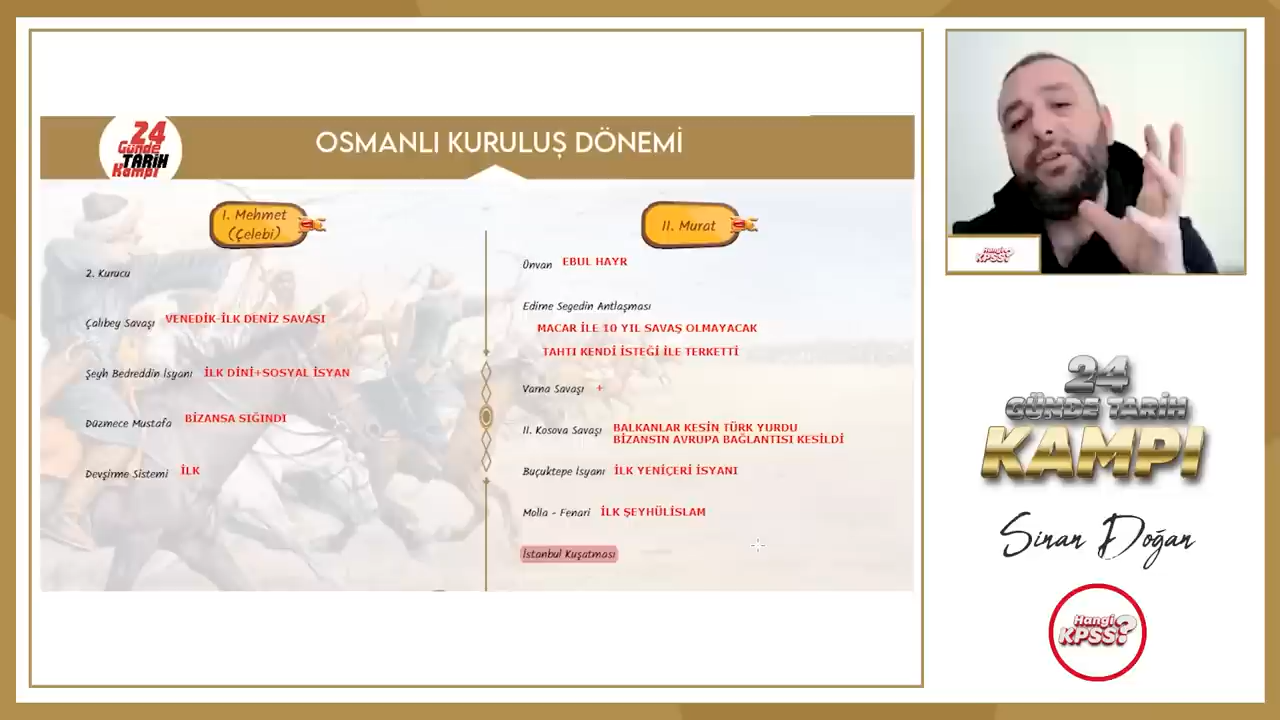 24
Günde
TARİH
Kampı
OSMANLI KURULUŞ DÖNEMİ
I. Mehmet
(Çelebi)
2. Kurucu
Çalıbey Savaşı VENEDİK-İLK DENİZ SAVAŞI
Şeyh Bedreddin İsyanı İLK DİNİ+SOSYAL İSYAN
Düzmece Mustafa BİZANSA SIĞINDI
Devşirme Sistemi İLK
II. Murat
Ünvan EBUL HAYR
Edirne Segedin Antlaşması
MACAR İLE 10 YIL SAVAŞ OLMAYACAK
TAHTI KENDİ İSTEĞİ İLE TERKETTİ
Varna Savaşı +
II. Kosova Savaşı BALKANLAR KESİN TÜRK YURDU
BİZANSIN AVRUPA BAĞLANTISI KESİLDİ
Buçuktepe İsyanı İLK YENİÇERİ İSYANI
Molla - Fenari İLK ŞEYHÜLİSLAM
İstanbul Kuşatması
Hangi
KPSS?
24
GÜNDE TARİH
KAMPI
Sinan Doğan
Hangi
KPSS?